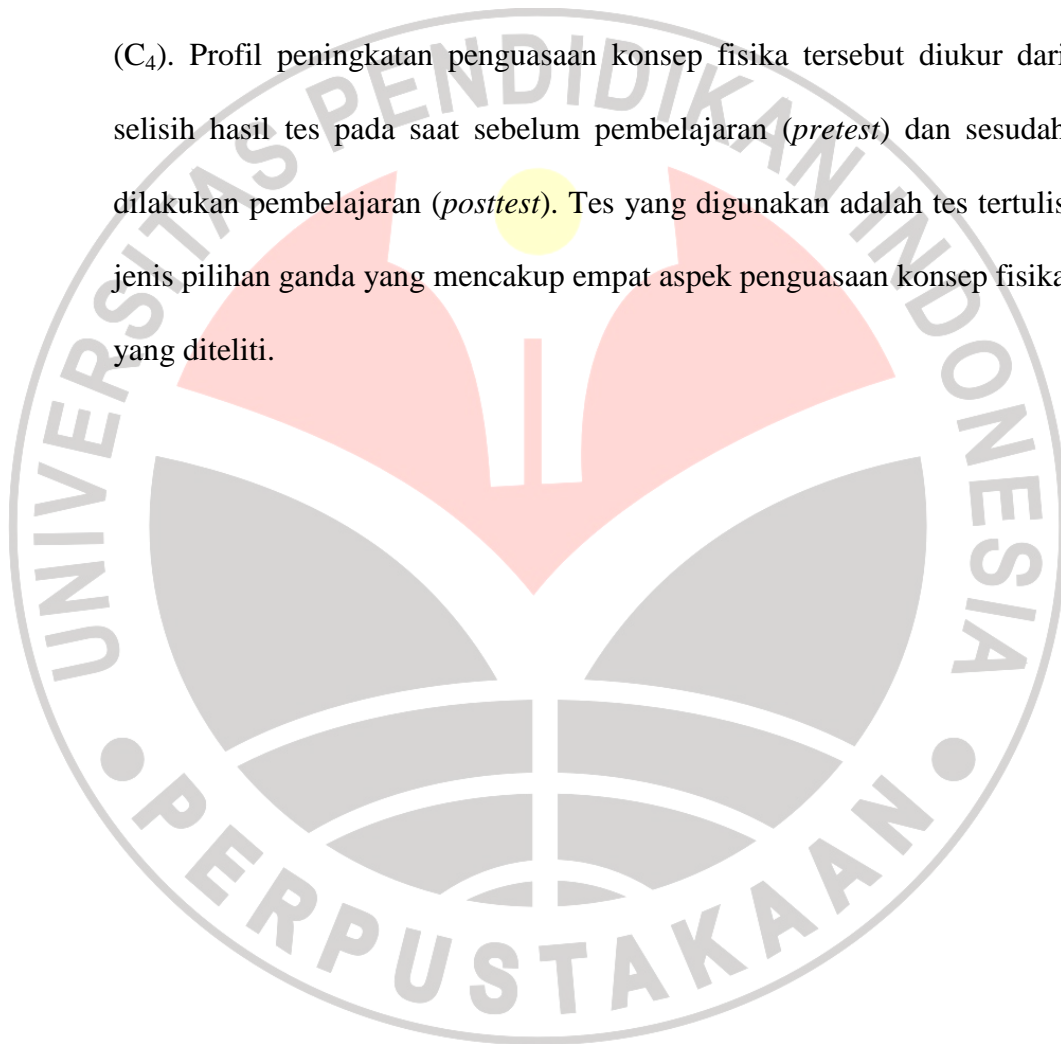 (C₄). Profil peningkatan penguasaan konsep fisika tersebut diukur dari
selisih hasil tes pada saat sebelum pembelajaran (pretest) dan sesudah
dilakukan pembelajaran (posttest). Tes yang digunakan adalah tes tertulis
jenis pilihan ganda yang mencakup empat aspek penguasaan konsep fisika
yang diteliti.
UNIVERSITAS PENDIDIKAN INDONESIA
PERPUSTAKAAN